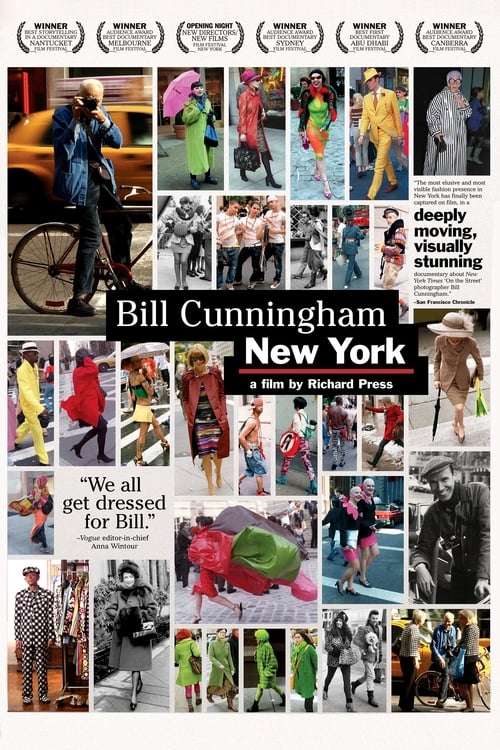 WINNER
BEST STORYTELLING
IN A DOCUMENTARY
NANTUCKET
FILM FESTIVAL
WINNER
AUDIENCE AWARD
BEST DOCUMENTARY
MELBOURNE
FILM FESTIVAL
OPENING NIGHT
NEW DIRECTORS/
NEW FILMS
FILM FESTIVAL
NEW YORK
WINNER
AUDIENCE AWARD
BEST DOCUMENTARY
SYDNEY
FILM FESTIVAL
WINNER
BEST FIRST
DOCUMENTARY
ABU DHABI
FILM FESTIVAL
WINNER
AUDIENCE AWARD
BEST DOCUMENTARY
CANBERRA
FILM FESTIVAL
"The most elusive and most
visible fashion presence in
New York has finally been
captured on film, in a
deeply
moving,
visually
stunning
documentary about New
York Times 'On the Street'
photographer Bill
Cunningham."
–San Francisco Chronicle
Bill Cunningham
New York
a film by Richard Press
“We all
get dressed
for Bill.”
–Vogue editor-in-chief
Anna Wintour